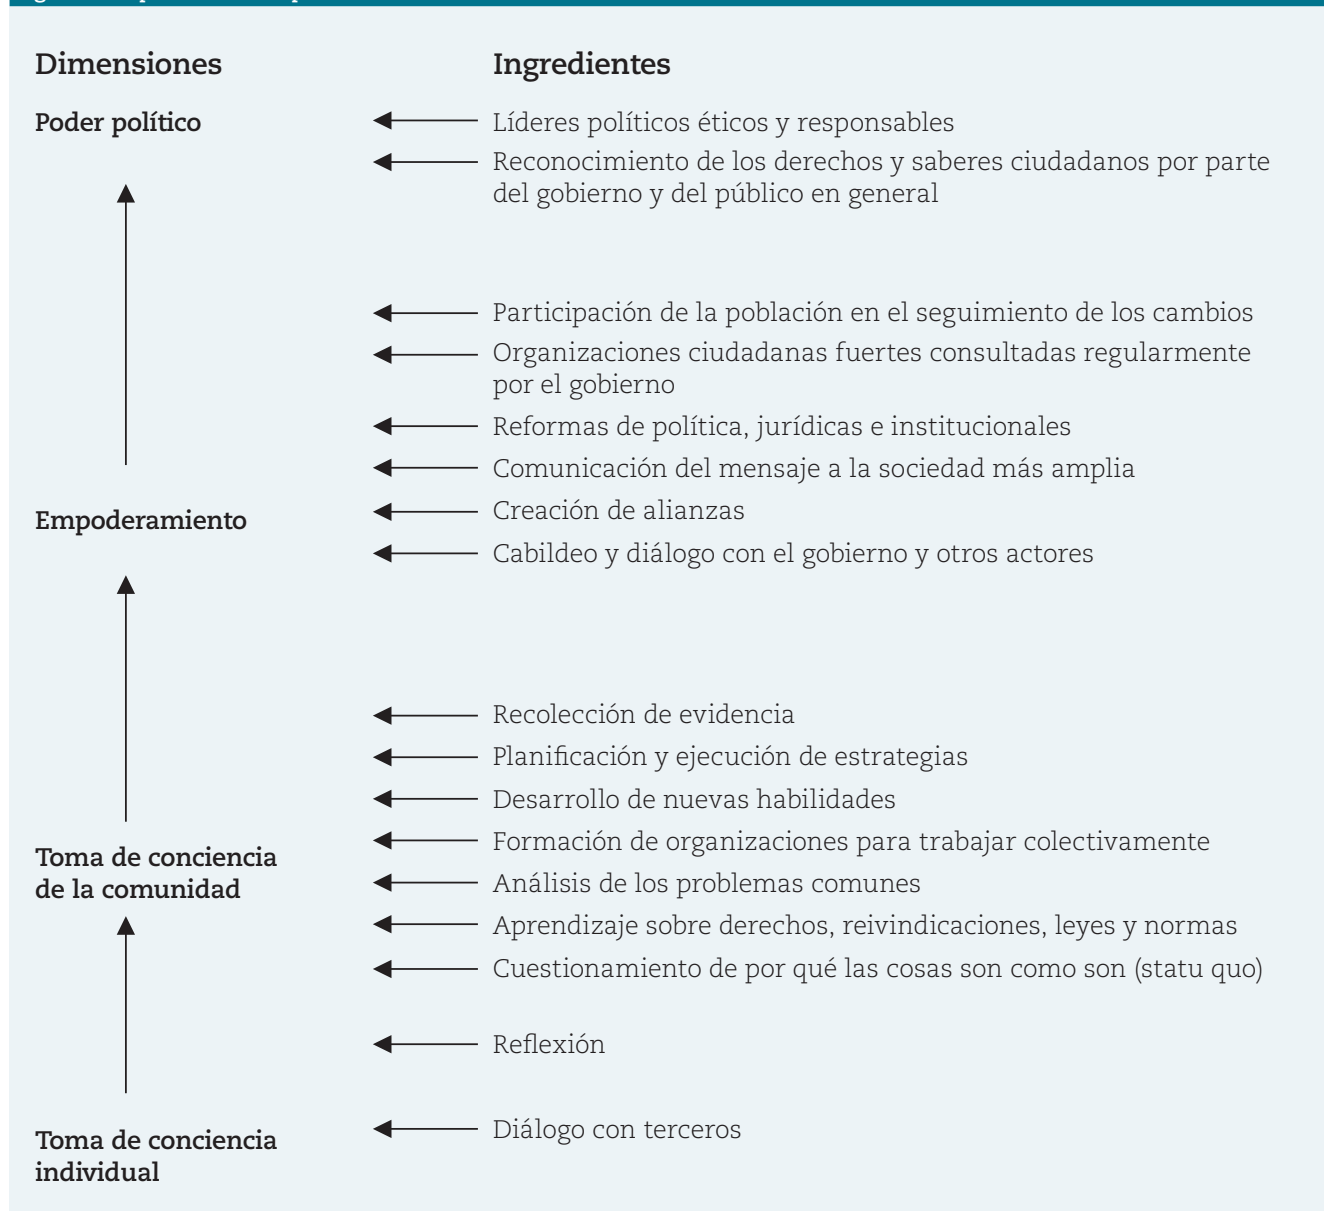 Dimensiones
Ingredientes
Poder político
Líderes políticos éticos y responsables
Reconocimiento de los derechos y saberes ciudadanos por parte
del gobierno y del público en general
Participación de la población en el seguimiento de los cambios
Organizaciones ciudadanas fuertes consultadas regularmente
por el gobierno
Reformas de política, jurídicas e institucionales
Comunicación del mensaje a la sociedad más amplia
Empoderamiento
Creación de alianzas
Cabildeo y diálogo con el gobierno y otros actores
Recolección de evidencia
Planificación y ejecución de estrategias
Desarrollo de nuevas habilidades
Formación de organizaciones para trabajar colectivamente
Toma de conciencia
de la comunidad
Análisis de los problemas comunes
Aprendizaje sobre derechos, reivindicaciones, leyes y normas
Cuestionamiento de por qué las cosas son como son (statu quo)
Reflexión
Diálogo con terceros
Toma de conciencia
individual